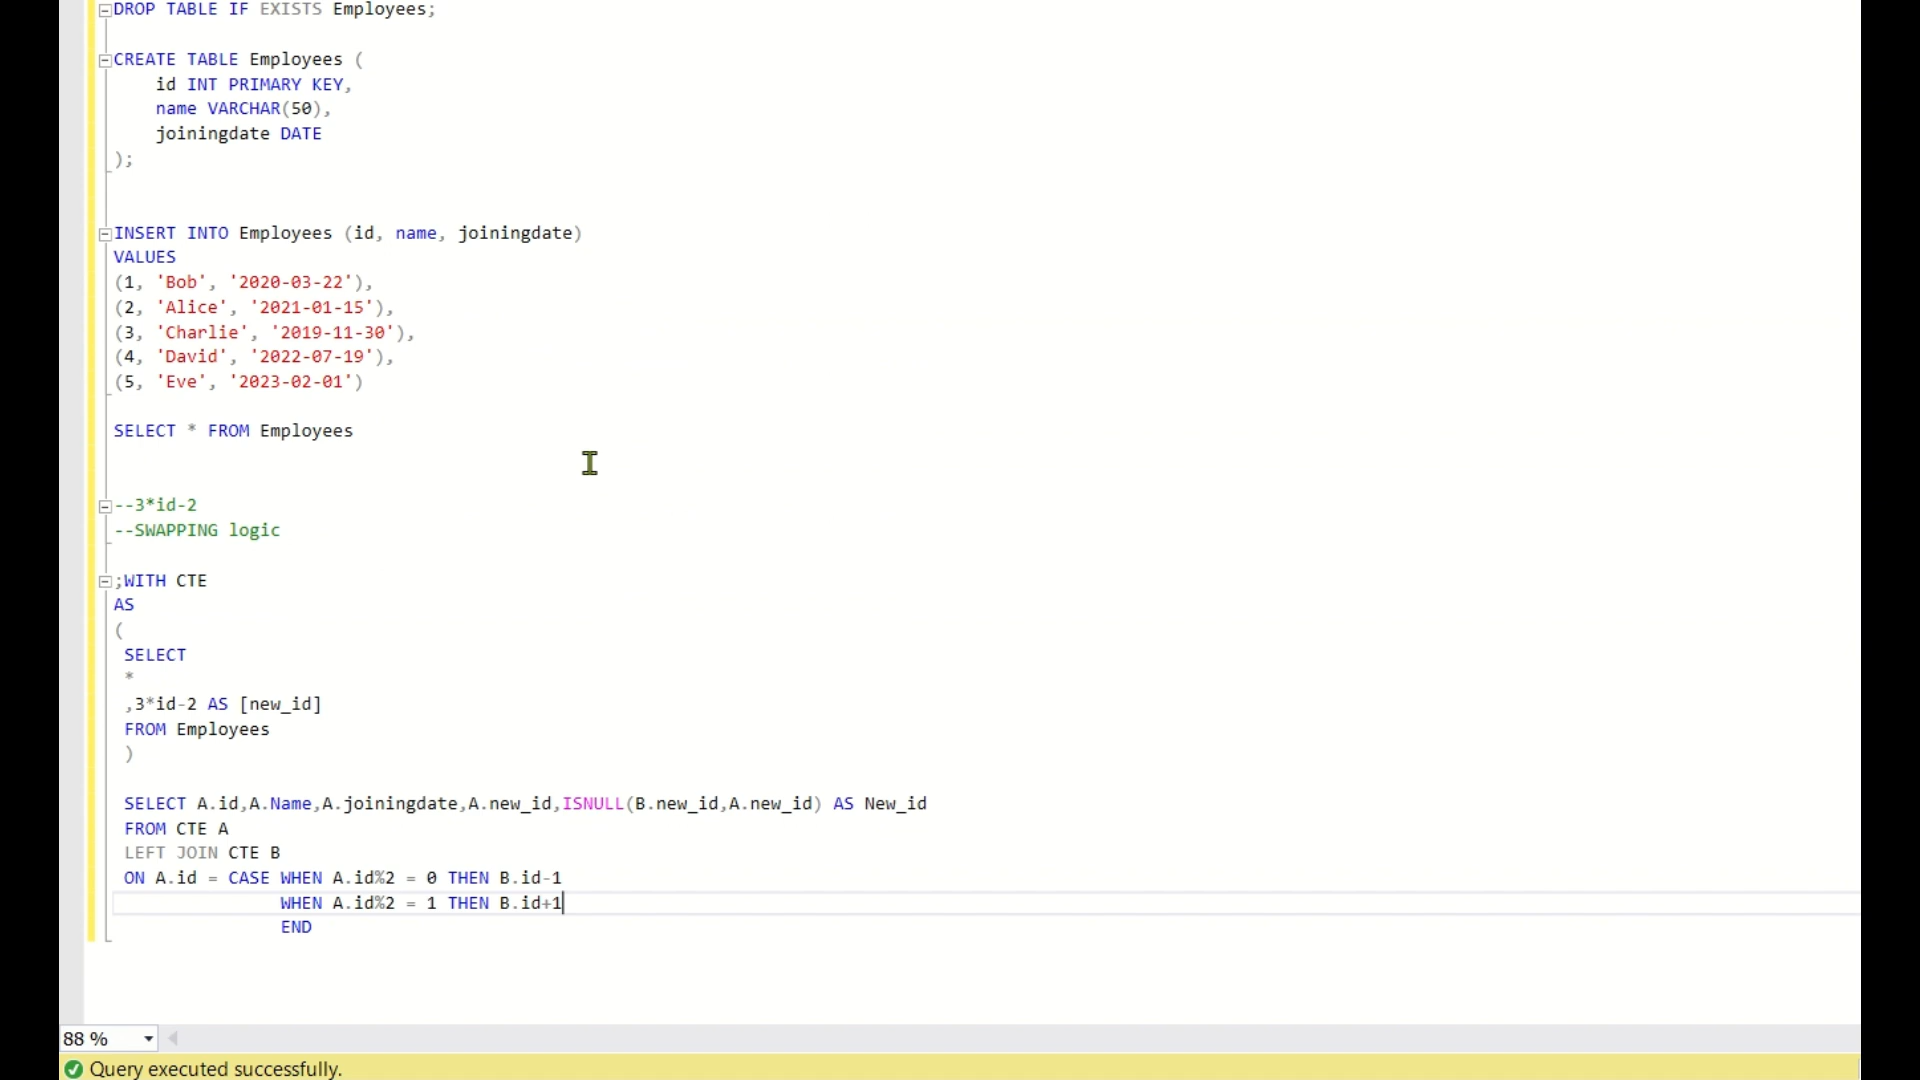 DROP TABLE IF EXISTS Employees;
CREATE TABLE Employees (
id INT PRIMARY KEY,
name VARCHAR(50),
joiningdate DATE
);
INSERT INTO Employees (id, name, joiningdate)
VALUES
(1, 'Bob', '2020-03-22'),
(2, 'Alice', '2021-01-15'),
(3, 'Charlie', '2019-11-30'),
(4, 'David', '2022-07-19'),
(5, 'Eve', '2023-02-01')
SELECT * FROM Employees
--3*id-2
--SWAPPING logic
;WITH CTE
AS
(
SELECT
*
,3*id-2 AS [new_id]
FROM Employees
)
SELECT A.id,A.Name,A.joiningdate,A.new_id,ISNULL(B.new_id,A.new_id) AS New_id
FROM CTE A
LEFT JOIN CTE B
ON A.id = CASE WHEN A.id%2 = 0 THEN B.id-1
WHEN A.id%2 = 1 THEN B.id+1
END
88 %
Query executed successfully.